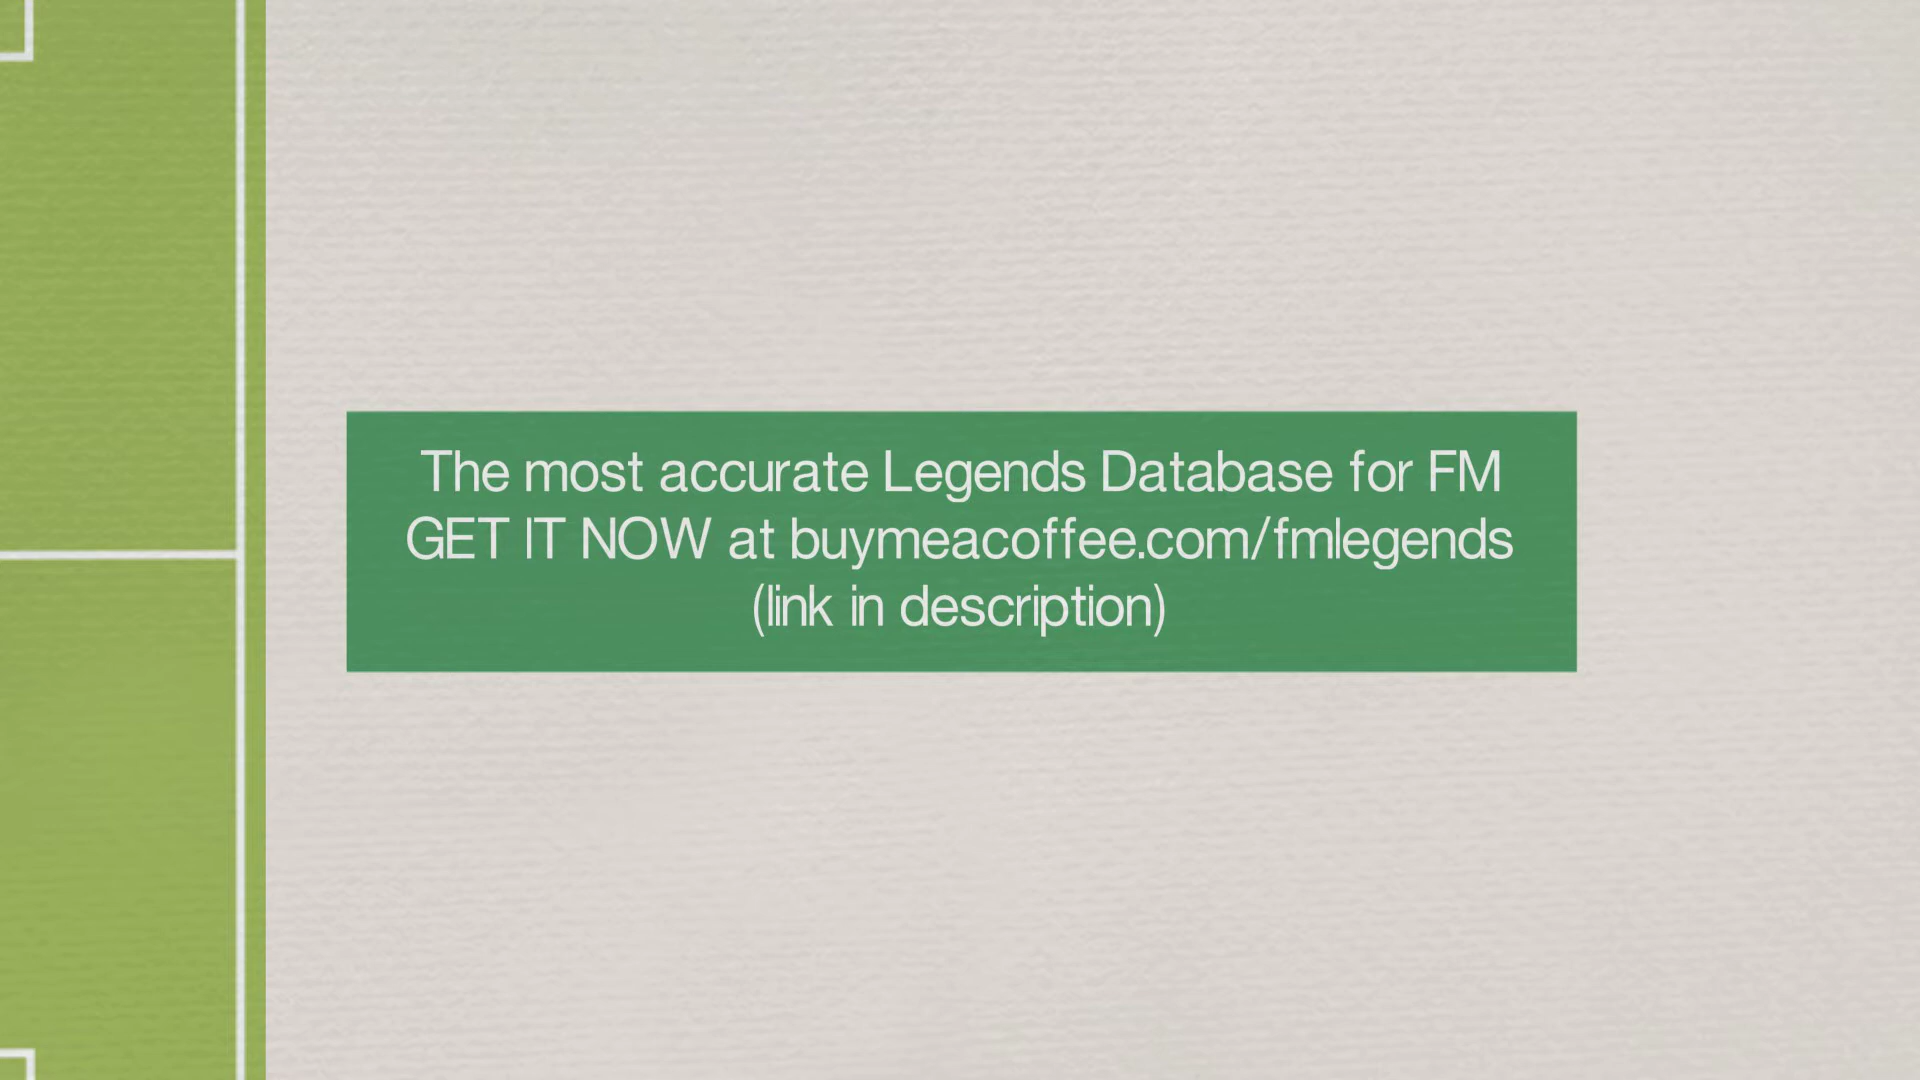 The most accurate Legends Database for FM
GET IT NOW at buymeacoffee.com/fmlegends
(link in description)